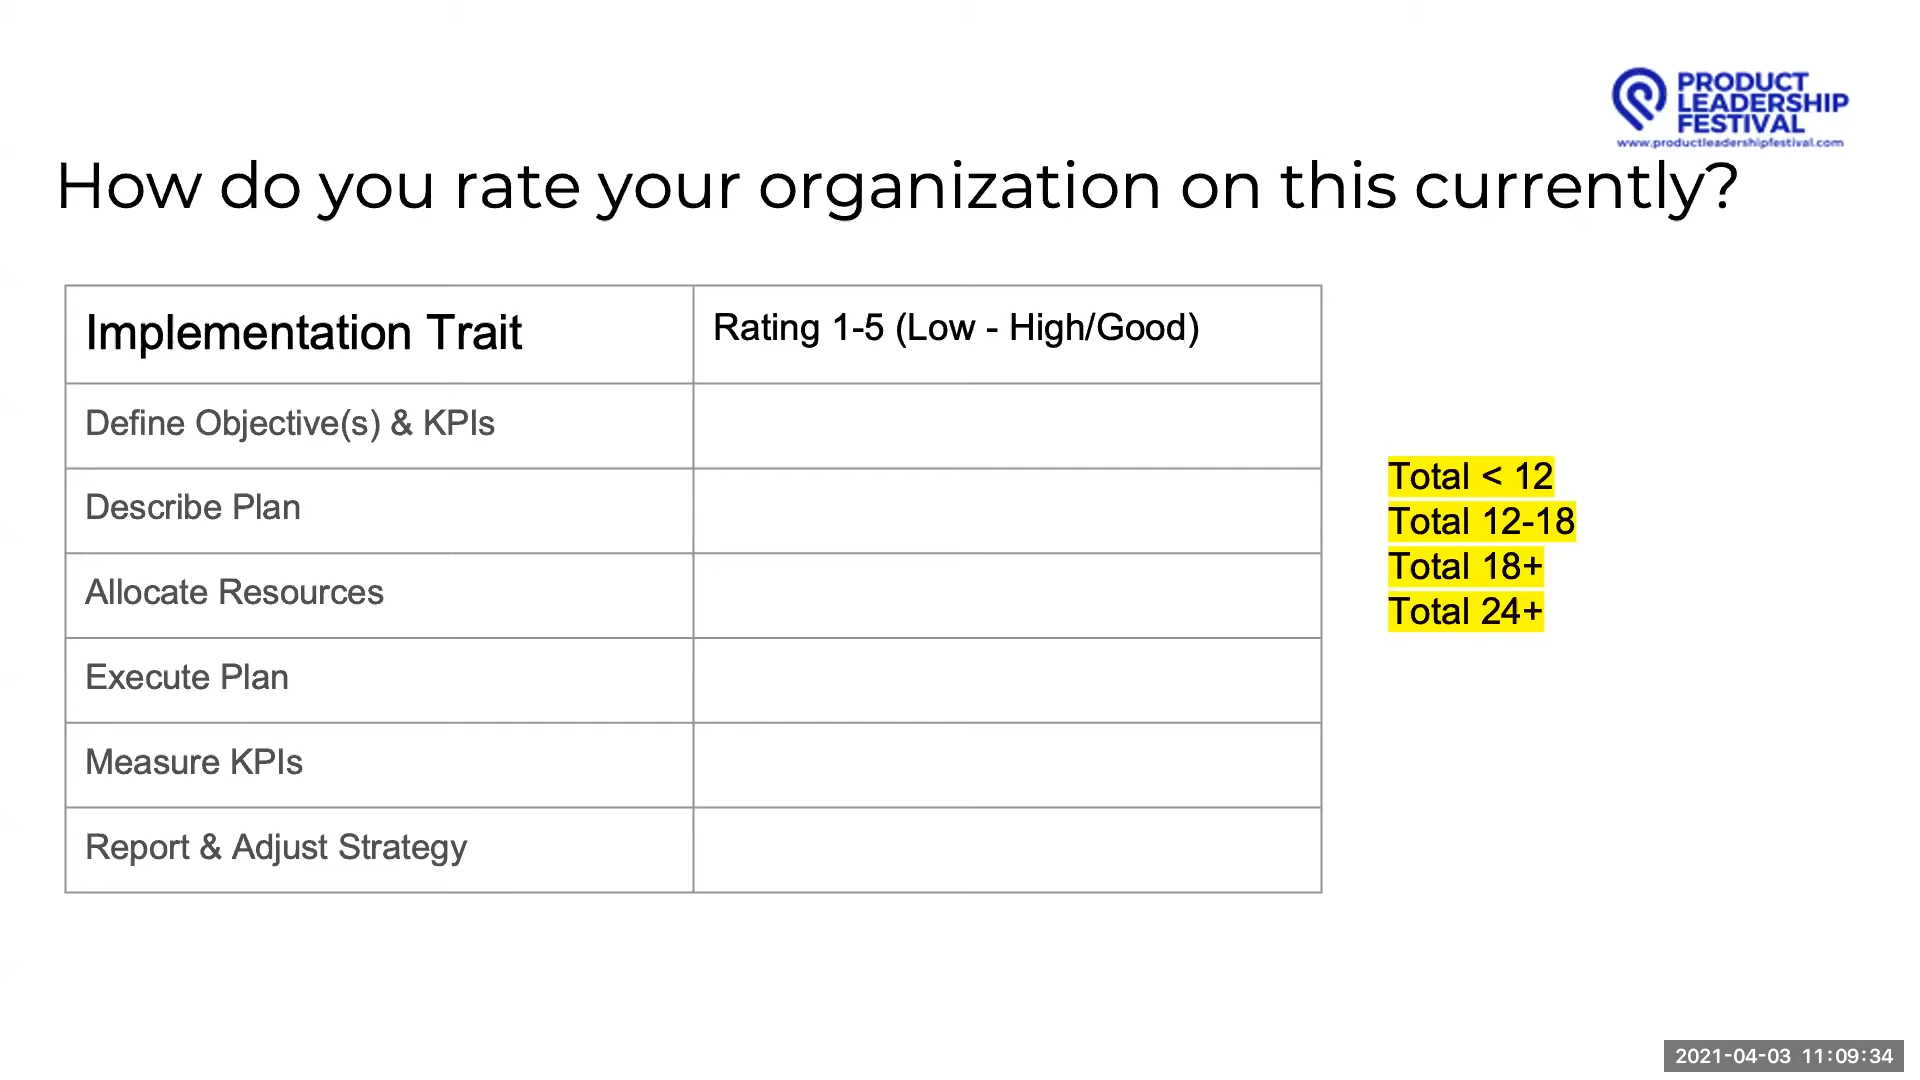 PRODUCT
LEADERSHIP
FESTIVAL
www.productleadershipfestival.com
How do you rate your organization on this currently?
Implementation Trait
Rating 1-5 (Low - High/Good)
Define Objective(s) & KPIs
Describe Plan
Allocate Resources
Execute Plan
Measure KPIs
Report & Adjust Strategy
Total < 12
Total 12-18
Total 18+
Total 24+
2021-04-03 11:09:34